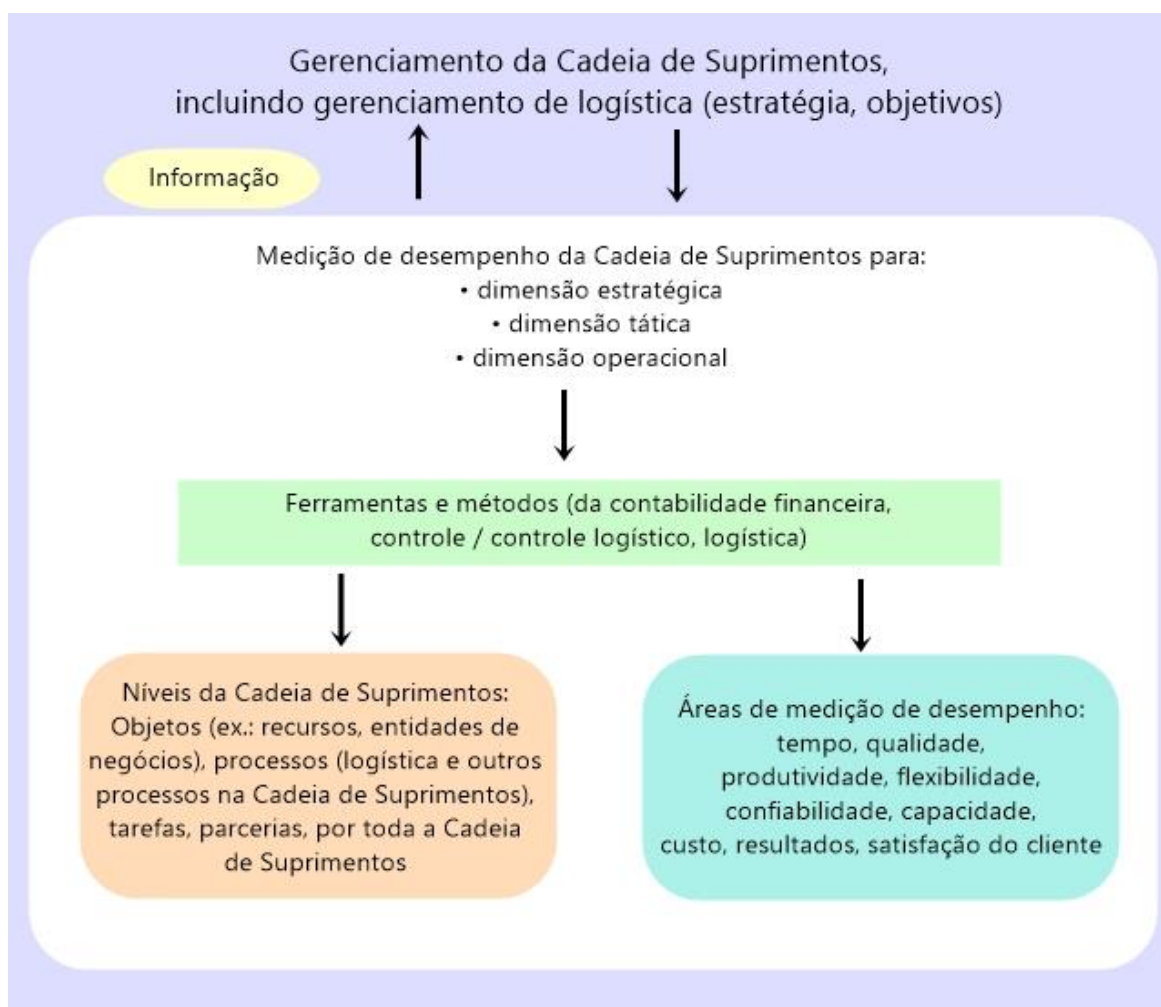 Gerenciamento da Cadeia de Suprimentos,
incluindo gerenciamento de logística (estratégia, objetivos)
Informação
Medição de desempenho da Cadeia de Suprimentos para:
• dimensão estratégica
• dimensão tática
• dimensão operacional
Ferramentas e métodos (da contabilidade financeira,
controle / controle logístico, logística)
Níveis da Cadeia de Suprimentos:
Objetos (ex.: recursos, entidades de
negócios), processos (logística e outros
processos na Cadeia de Suprimentos),
tarefas, parcerias, por toda a Cadeia
de Suprimentos
Áreas de medição de desempenho:
tempo, qualidade,
produtividade, flexibilidade,
confiabilidade, capacidade,
custo, resultados, satisfação do cliente